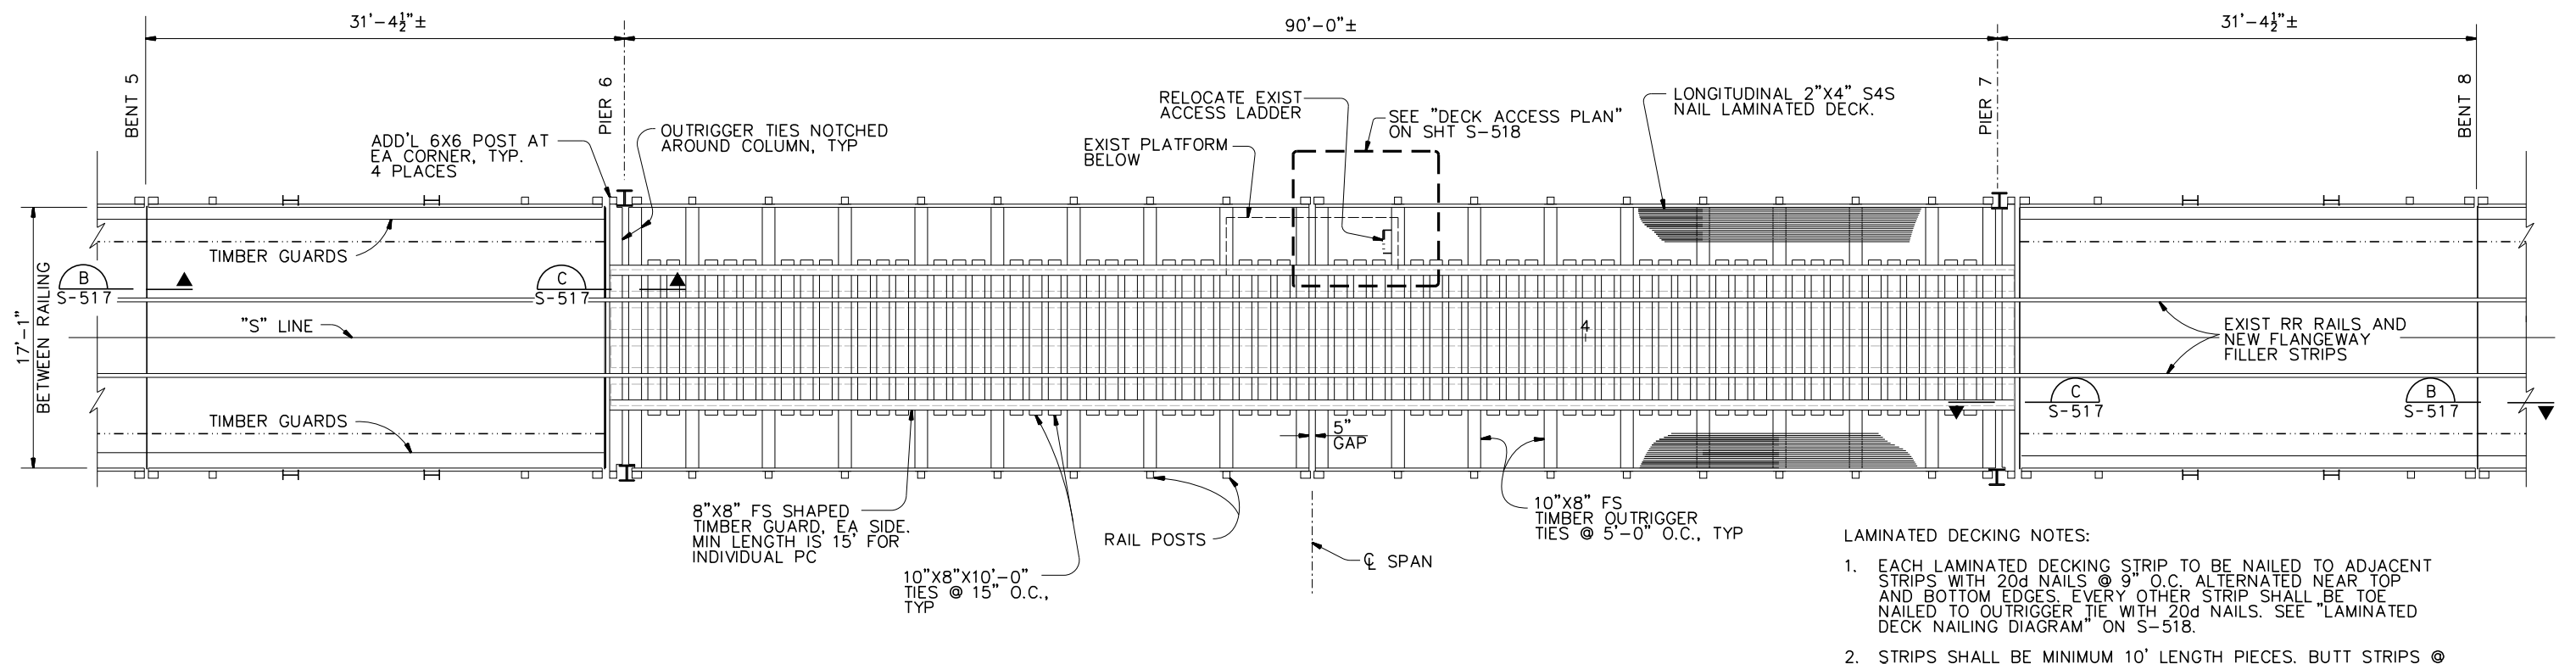 31'-4½"±
90'-0"±
31'-4½"±
BENT 5
PIER 6
PIER 7
BENT 8
ADD'L 6X6 POST AT
EA CORNER, TYP.
4 PLACES
OUTRIGGER TIES NOTCHED
AROUND COLUMN, TYP
RELOCATE EXIST
ACCESS LADDER
EXIST PLATFORM
BELOW
SEE "DECK ACCESS PLAN"
ON SHT S-518
LONGITUDINAL 2"X4" S4S
NAIL LAMINATED DECK.
TIMBER GUARDS
B
S-517
C
S-517
"S" LINE
17'-1"
BETWEEN RAILING
TIMBER GUARDS
4
EXIST RR RAILS AND
NEW FLANGEWAY
FILLER STRIPS
C
S-517
B
S-517
5"
GAP
8"X8" FS SHAPED
TIMBER GUARD, EA SIDE.
MIN LENGTH IS 15' FOR
INDIVIDUAL PC
10"X8"X10'-0"
TIES @ 15" O.C.,
TYP
RAIL POSTS
℄ SPAN
10"X8" FS
TIMBER OUTRIGGER
TIES @ 5'-0" O.C., TYP
LAMINATED DECKING NOTES:
1. EACH LAMINATED DECKING STRIP TO BE NAILED TO ADJACENT
STRIPS WITH 20d NAILS @ 9" O.C. ALTERNATED NEAR TOP
AND BOTTOM EDGES. EVERY OTHER STRIP SHALL BE TOE
NAILED TO OUTRIGGER TIE WITH 20d NAILS. SEE "LAMINATED
DECK NAILING DIAGRAM" ON S-518.
2. STRIPS SHALL BE MINIMUM 10' LENGTH PIECES. BUTT STRIPS @